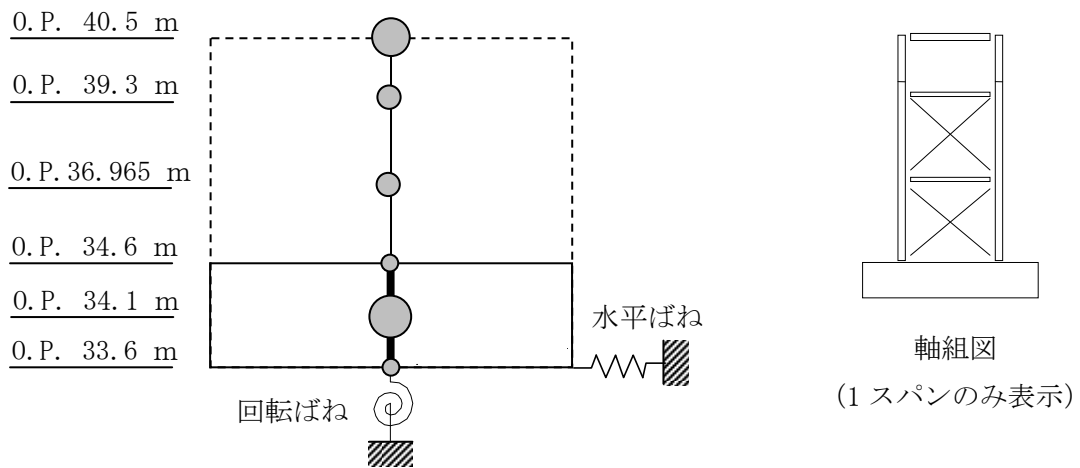 O.P. 40.5 m
O.P. 39.3 m
O.P. 36.965 m
O.P. 34.6 m
O.P. 34.1 m
O.P. 33.6 m
水平ばね
回転ばね
軸組図
(1 スパンのみ表示)